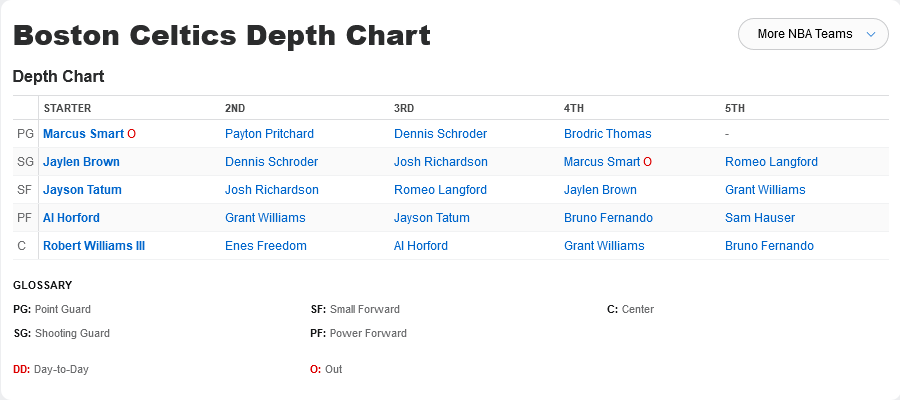 Boston Celtics Depth Chart
More NBA Teams
Depth Chart
STARTER 2ND 3RD 4TH 5TH
PG Marcus Smart O Payton Pritchard Dennis Schroder Brodric Thomas -
SG Jaylen Brown Dennis Schroder Josh Richardson Marcus Smart O Romeo Langford
SF Jayson Tatum Josh Richardson Romeo Langford Jaylen Brown Grant Williams
PF Al Horford Grant Williams Jayson Tatum Bruno Fernando Sam Hauser
C Robert Williams III Enes Freedom Al Horford Grant Williams Bruno Fernando
GLOSSARY
PG: Point Guard SF: Small Forward C: Center
SG: Shooting Guard PF: Power Forward
DD: Day-to-Day O: Out